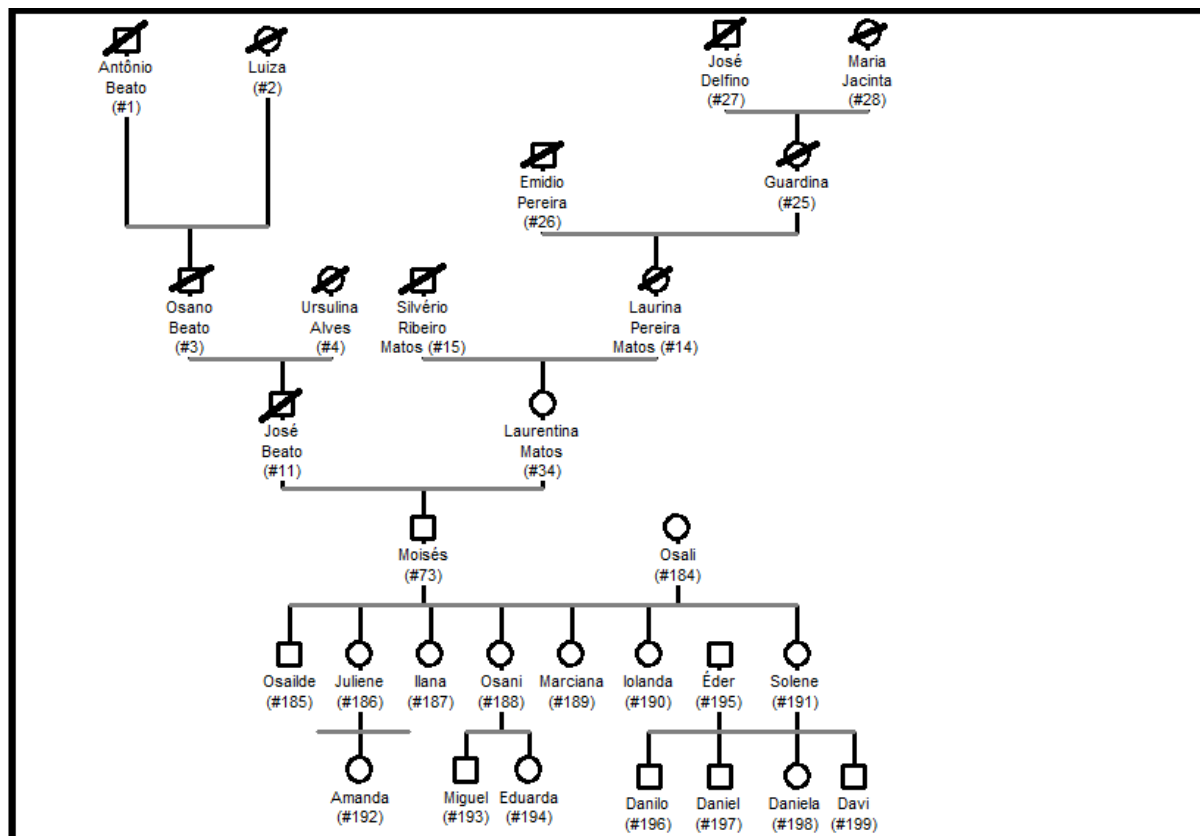 Antônio
Beato
(#1)
Luiza
(#2)
José
Delfino
(#27)
Maria
Jacinta
(#28)
Emidio
Pereira
(#26)
Guardina
(#25)
Osano
Beato
(#3)
Ursulina
Alves
(#4)
Silvério
Ribeiro
Matos (#15)
Laurina
Pereira
Matos (#14)
José
Beato
(#11)
Laurentina
Matos
(#34)
Moisés
(#73)
Osali
(#184)
Osailde
(#185)
Juliene
(#186)
Ilana
(#187)
Osani
(#188)
Marciana
(#189)
Iolanda
(#190)
Éder
(#195)
Solene
(#191)
Amanda
(#192)
Miguel
(#193)
Eduarda
(#194)
Danilo
(#196)
Daniel
(#197)
Daniela
(#198)
Davi
(#199)